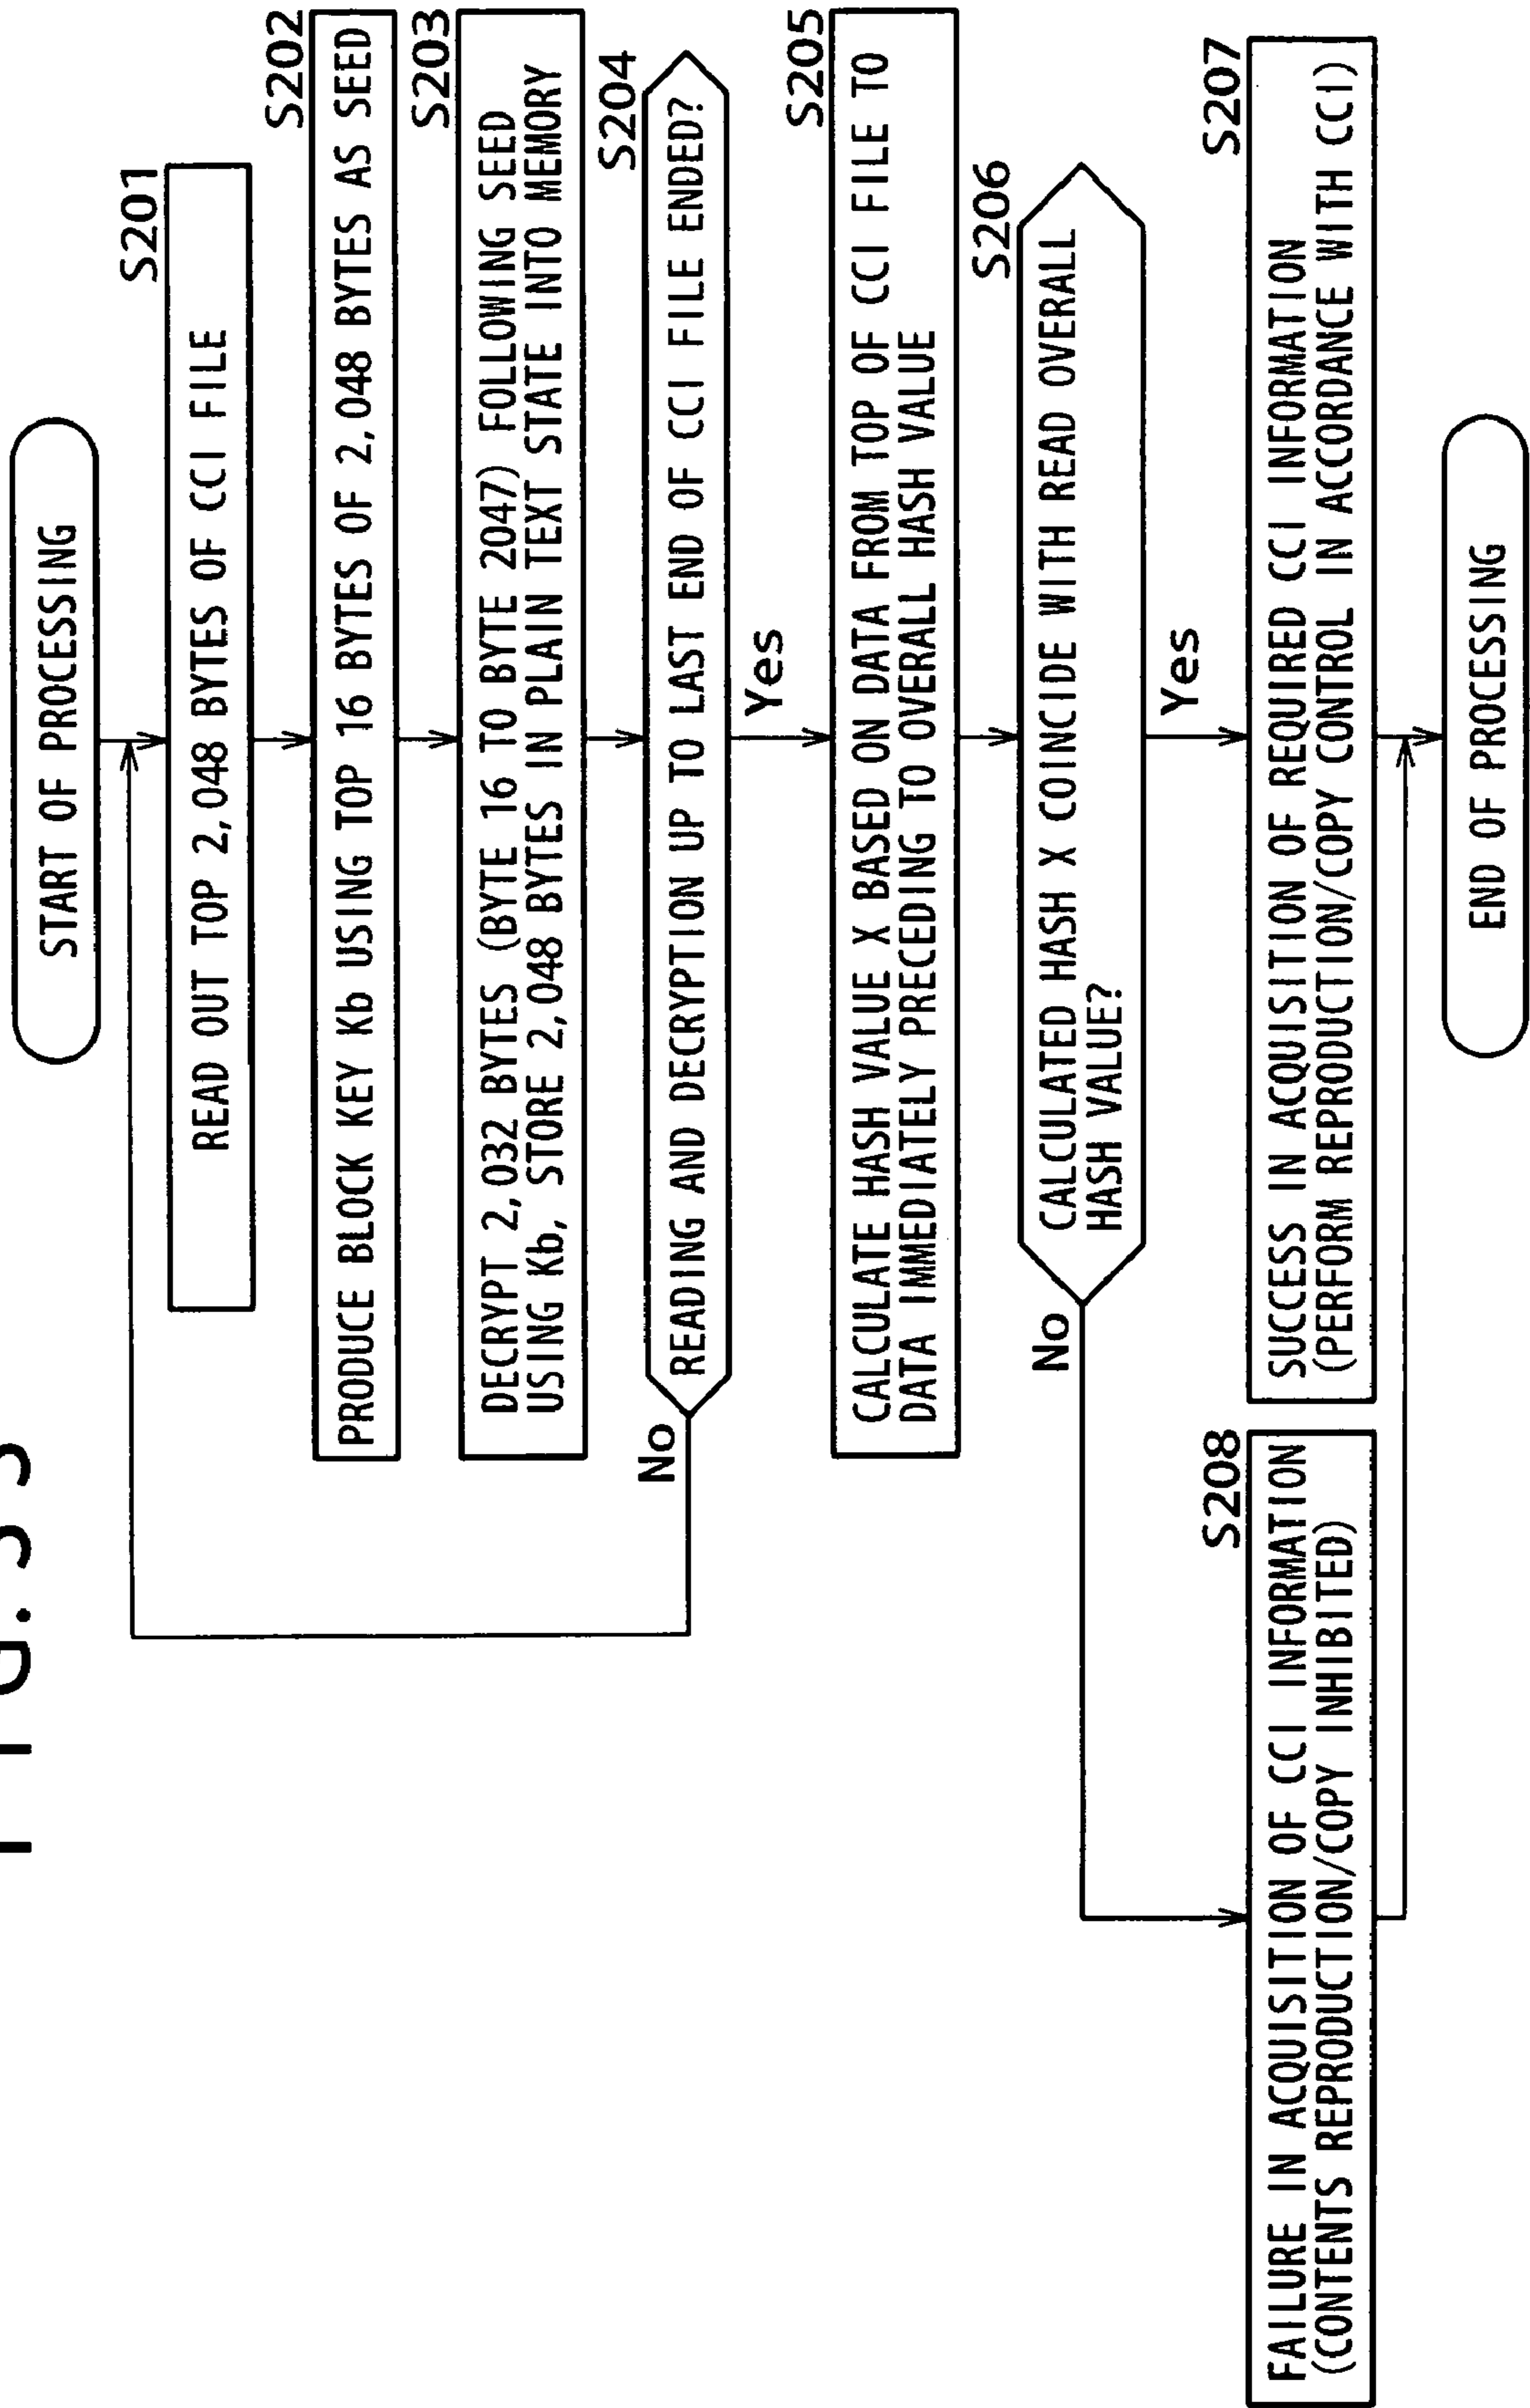 FIG. 33
START OF PROCESSING
S201
READ OUT TOP 2,048 BYTES OF CCI FILE
S202
PRODUCE BLOCK KEY Kb USING TOP 16 BYTES OF 2,048 BYTES AS SEED
S203
DECRYPT 2,032 BYTES (BYTE 16 TO BYTE 2047) FOLLOWING SEED
USING Kb, STORE 2,048 BYTES IN PLAIN TEXT STATE INTO MEMORY
S204
READING AND DECRYPTION UP TO LAST END OF CCI FILE ENDED?
No
Yes
S205
CALCULATE HASH VALUE X BASED ON DATA FROM TOP OF CCI FILE TO
DATA IMMEDIATELY PRECEDING TO OVERALL HASH VALUE
S206
CALCULATED HASH X COINCIDE WITH READ OVERALL
HASH VALUE?
No
Yes
S208
FAILURE IN ACQUISITION OF CCI INFORMATION
(CONTENTS REPRODUCTION/COPY INHIBITED)
S207
SUCCESS IN ACQUISITION OF REQUIRED CCI INFORMATION
(PERFORM REPRODUCTION/COPY CONTROL IN ACCORDANCE WITH CCI)
END OF PROCESSING